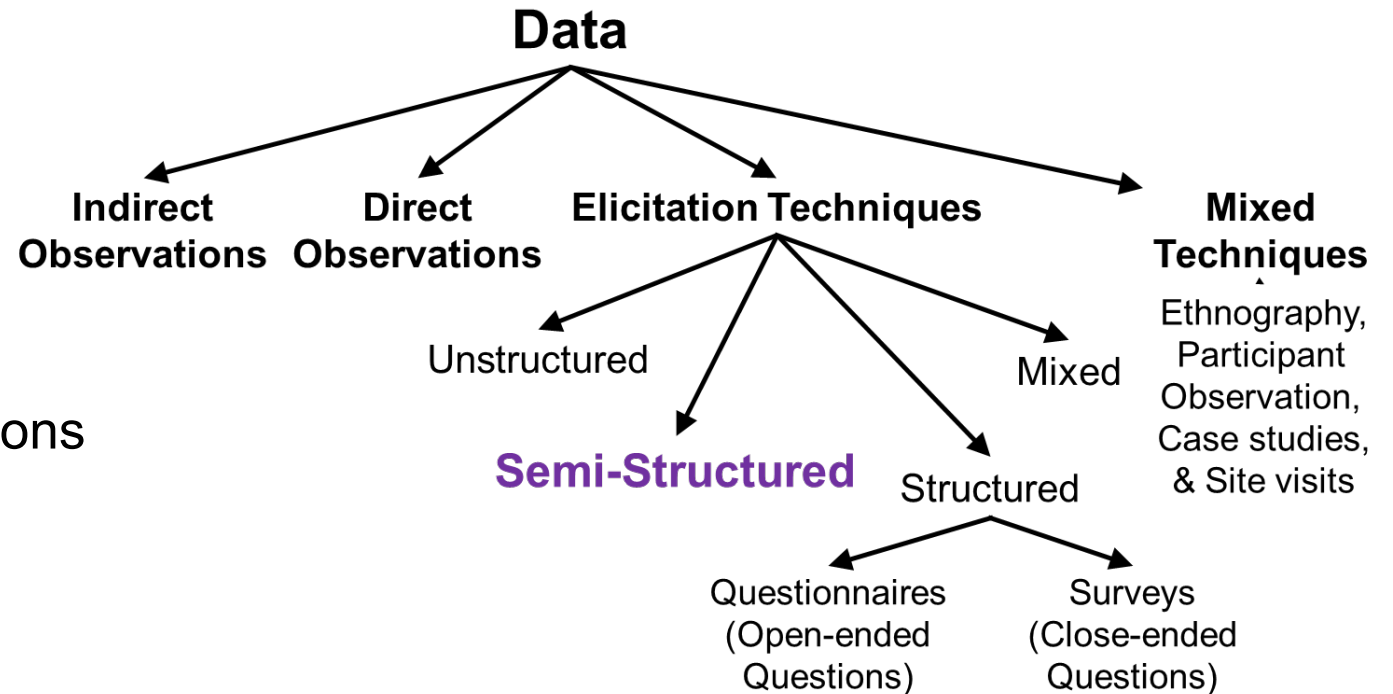 Data
Indirect
Observations
Direct
Observations
Elicitation Techniques
Mixed
Techniques
Ethnography,
Participant
Observation,
Case studies,
& Site visits
Unstructured
Mixed
ons
Semi-Structured
Structured
Questionnaires
(Open-ended
Questions)
Surveys
(Close-ended
Questions)